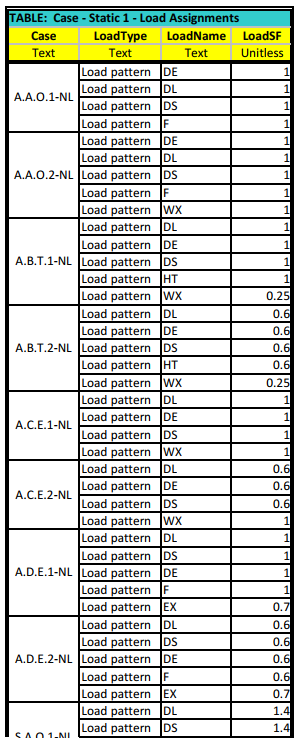 TABLE: Case - Static 1 - Load Assignments
Case LoadType LoadName LoadSF
Text Text Text Unitless
A.A.O.1-NL Load pattern DE 1
Load pattern DL 1
Load pattern DS 1
Load pattern F 1
A.A.O.2-NL Load pattern DE 1
Load pattern DL 1
Load pattern DS 1
Load pattern F 1
Load pattern WX 1
A.B.T.1-NL Load pattern DL 1
Load pattern DE 1
Load pattern DS 1
Load pattern HT 1
Load pattern WX 0.25
A.B.T.2-NL Load pattern DL 0.6
Load pattern DE 0.6
Load pattern DS 0.6
Load pattern HT 0.6
Load pattern WX 0.25
A.C.E.1-NL Load pattern DL 1
Load pattern DE 1
Load pattern DS 1
Load pattern WX 1
A.C.E.2-NL Load pattern DL 0.6
Load pattern DE 0.6
Load pattern DS 0.6
Load pattern WX 1
A.D.E.1-NL Load pattern DL 1
Load pattern DS 1
Load pattern DE 1
Load pattern F 1
Load pattern EX 0.7
A.D.E.2-NL Load pattern DL 0.6
Load pattern DS 0.6
Load pattern DE 0.6
Load pattern F 0.6
Load pattern EX 0.7
S.A.O.1-NL Load pattern DL 1.4
Load pattern DS 1.4